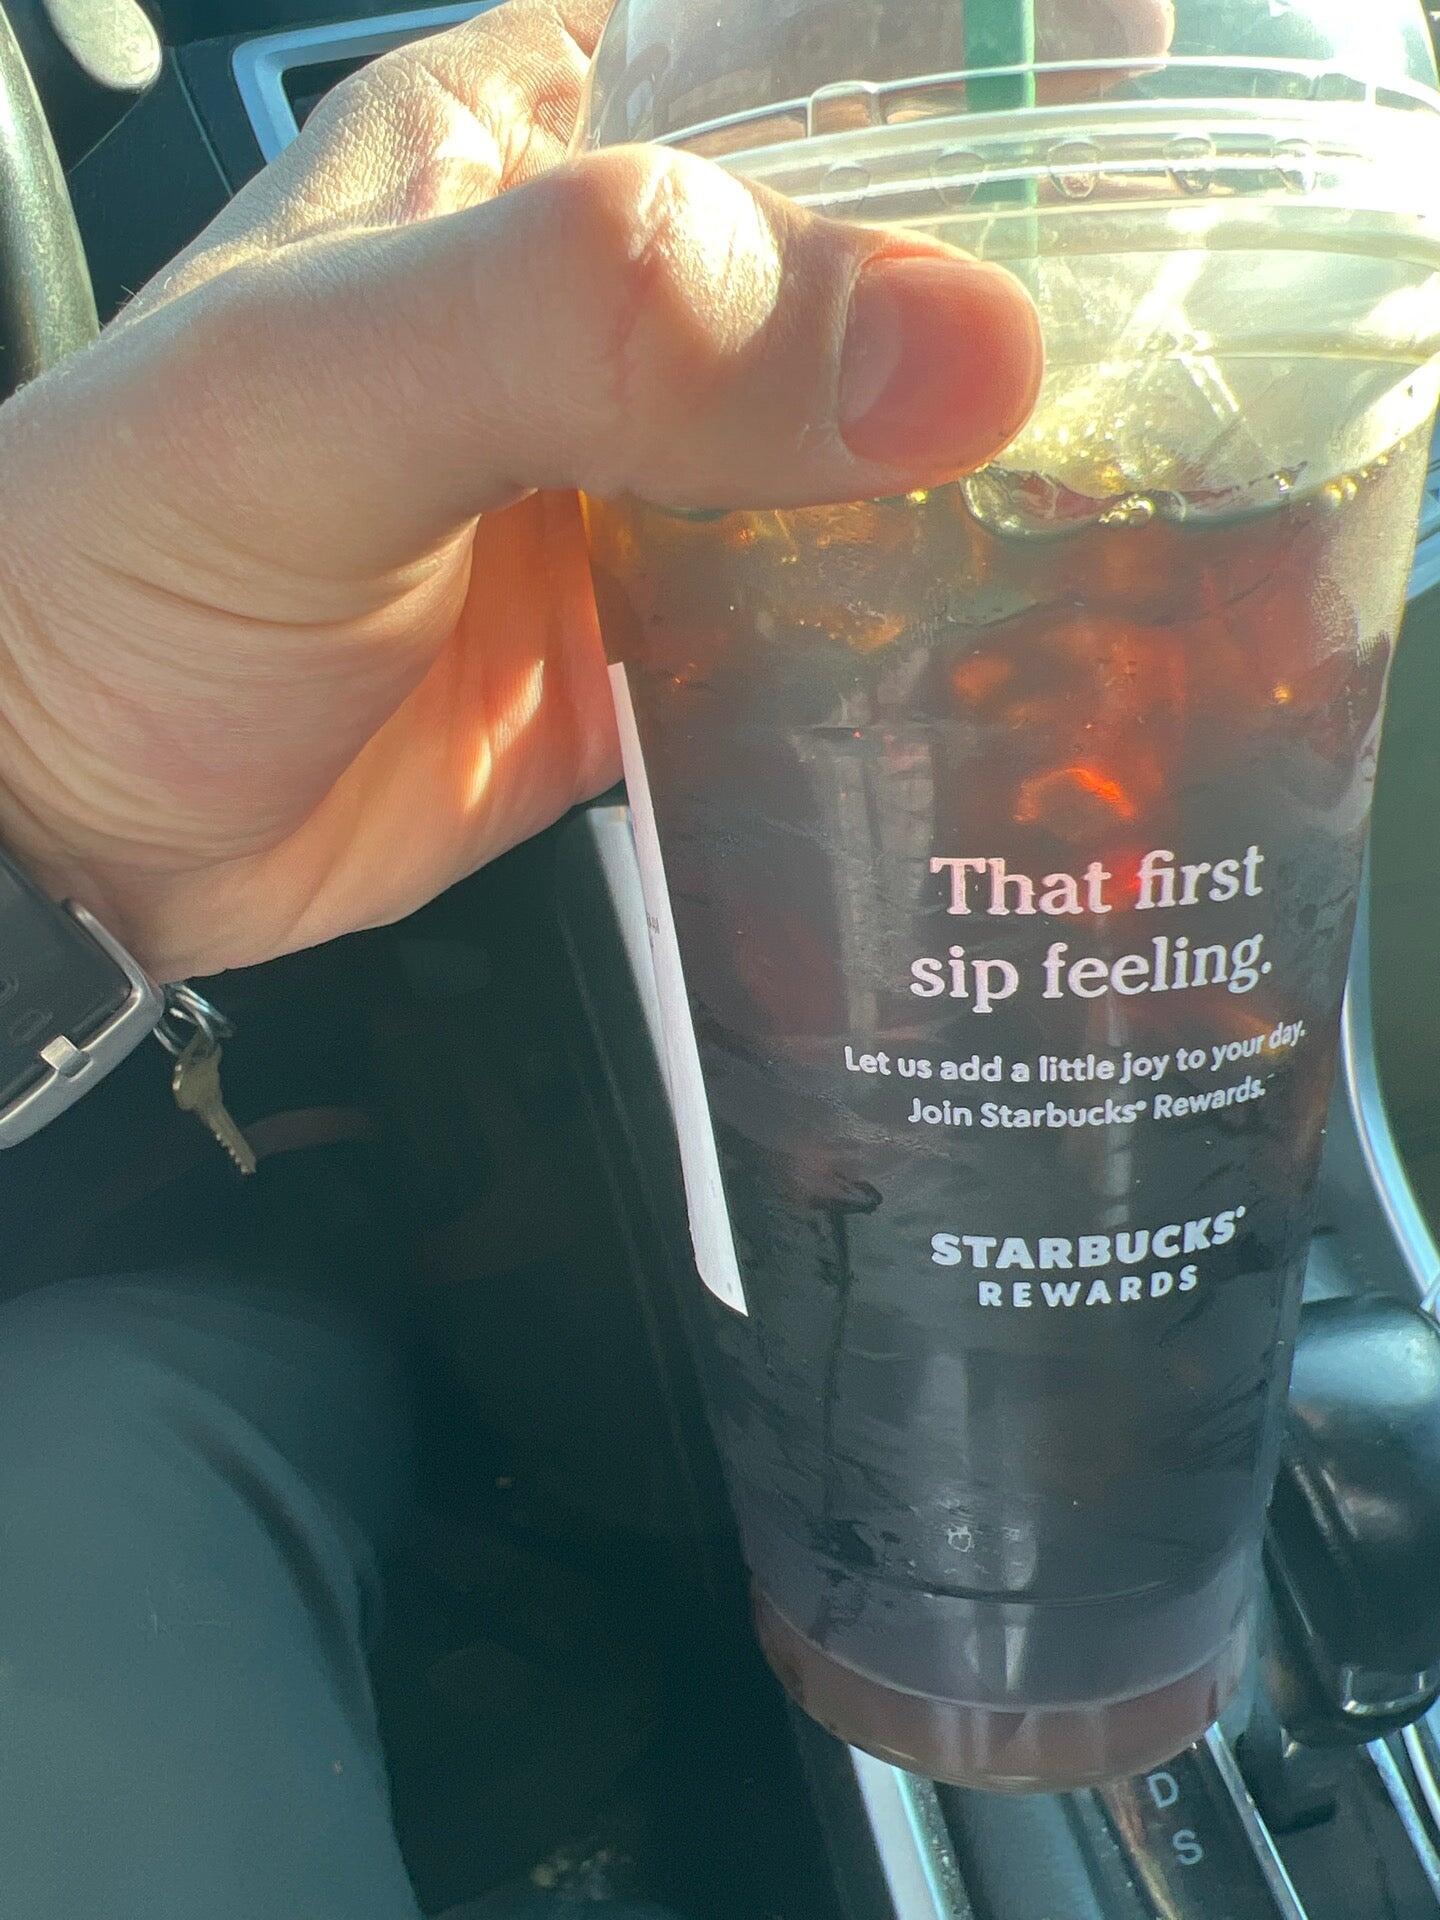 That first
sip feeling.
Let us add a little joy to your day.
Join Starbucks® Rewards.
STARBUCKS®
REWARDS
D
S